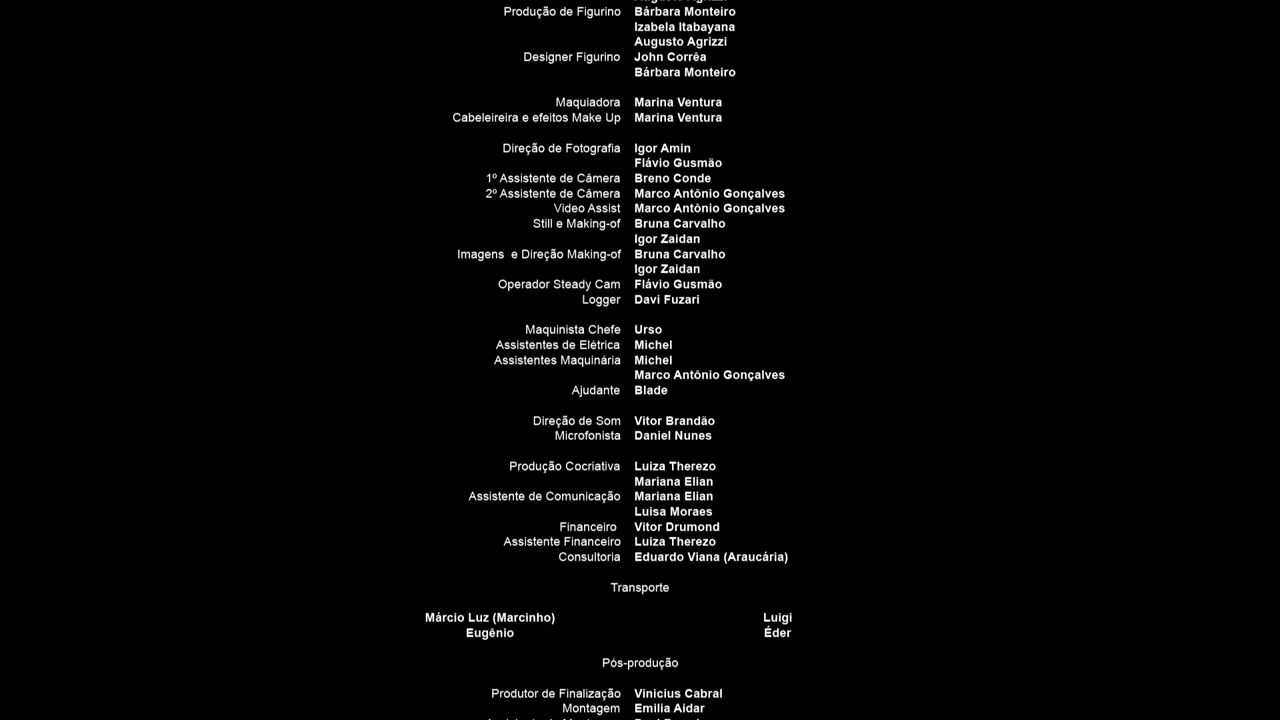 Produção de Figurino Bárbara Monteiro
Izabela Itabayana
Augusto Agrizzi
Designer Figurino John Corrêa
Bárbara Monteiro
Maquiadora Marina Ventura
Cabeleireira e efeitos Make Up Marina Ventura
Direção de Fotografia Igor Amin
Flávio Gusmão
1º Assistente de Câmera Breno Conde
2º Assistente de Câmera Marco Antônio Gonçalves
Video Assist Marco Antônio Gonçalves
Still e Making-of Bruna Carvalho
Igor Zaidan
Imagens e Direção Making-of Bruna Carvalho
Igor Zaidan
Operador Steady Cam Flávio Gusmão
Logger Davi Fuzari
Maquinista Chefe Urso
Assistentes de Elétrica Michel
Assistentes Maquinária Michel
Marco Antônio Gonçalves
Ajudante Blade
Direção de Som Vitor Brandão
Microfonista Daniel Nunes
Produção Cocriativa Luiza Therezo
Mariana Elian
Assistente de Comunicação Mariana Elian
Luisa Moraes
Financeiro Vitor Drumond
Assistente Financeiro Luiza Therezo
Consultoria Eduardo Viana (Araucária)
Transporte
Márcio Luz (Marcinho) Luigi
Eugênio Éder
Pós-produção
Produtor de Finalização Vinicius Cabral
Montagem Emilia Aidar